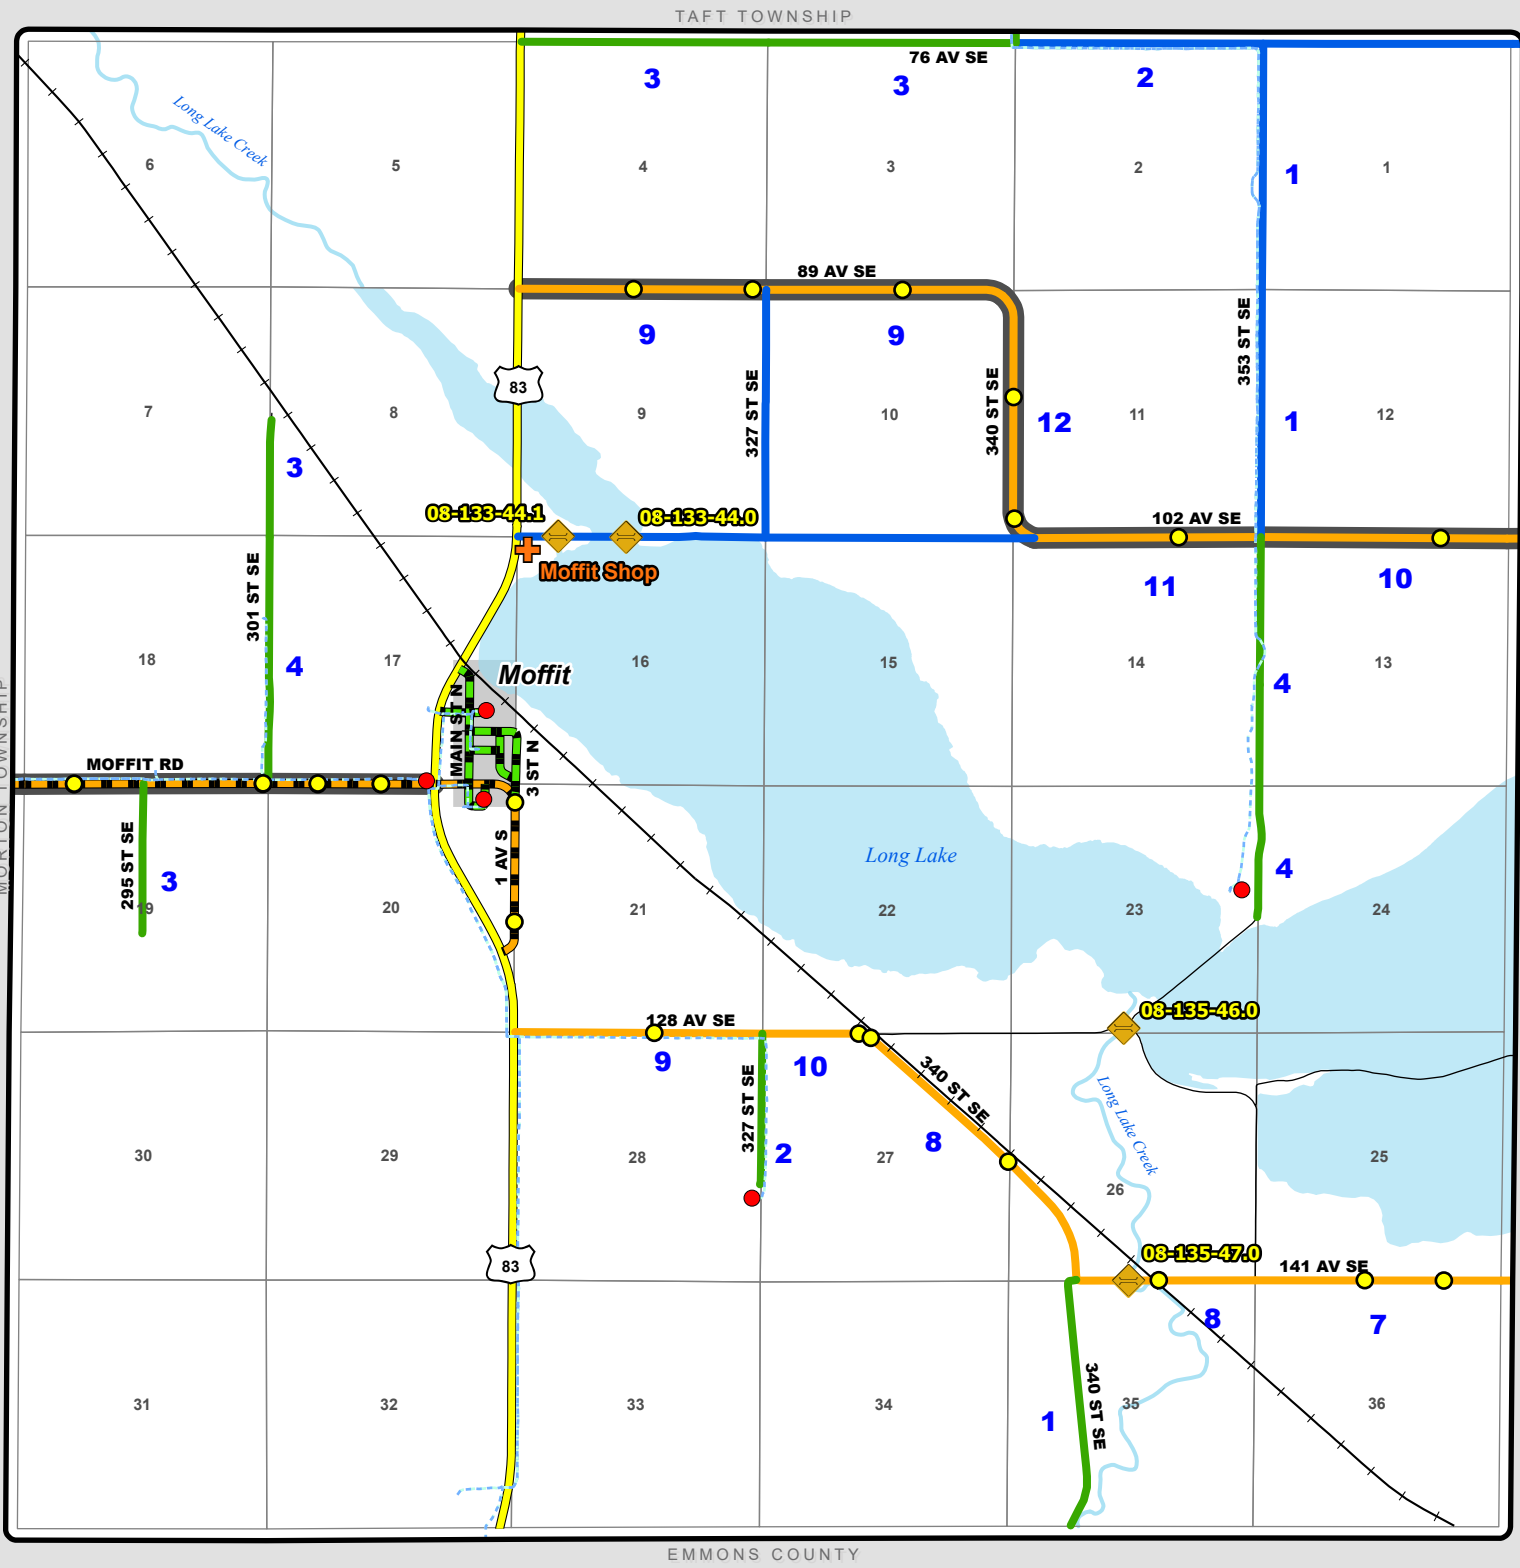 TAFT TOWNSHIP
76 AV SE
3
3
2
Long Lake Creek
6
5
4
3
2
1
1
89 AV SE
9
9
353 ST SE
83
327 ST SE
340 ST SE
7
8
9
10
12
11
1
12
3
08-133-44.1
08-133-44.0
102 AV SE
Moffit Shop
11
10
301 ST SE
18
4
17
Moffit
16
15
14
4
13
MORTON TOWNSHIP
MAIN ST N
3 ST N
MOFFIT RD
295 ST SE
3
19
1 AV S
20
21
Long Lake
22
23
4
24
08-135-46.0
128 AV SE
9
10
340 ST SE
327 ST SE
Long Lake Creek
30
29
28
2
27
8
26
25
83
08-135-47.0
141 AV SE
8
7
31
32
33
34
1
340 ST SE
35
36
EMMONS COUNTY